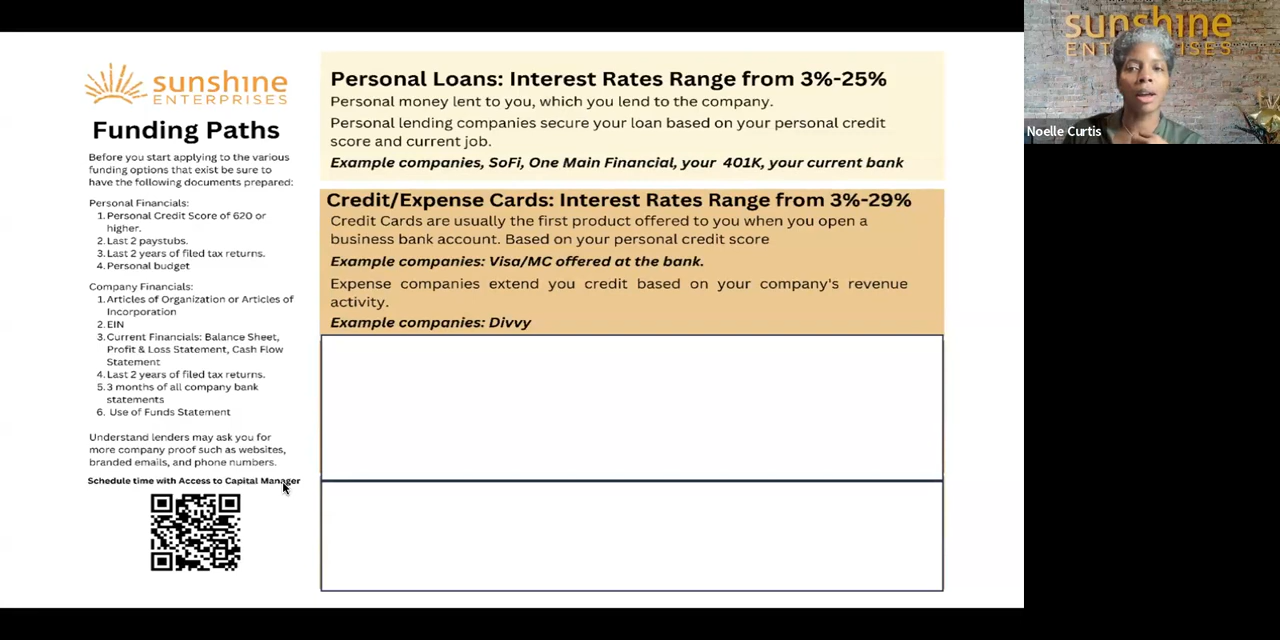 sunshine
ENTERPRISES
Funding Paths
Before you start applying to the various
funding options that exist be sure to
have the following documents prepared:
Personal Financials:
1. Personal Credit Score of 620 or
higher.
2. Last 2 paystubs.
3. Last 2 years of filed tax returns.
4. Personal budget
Company Financials:
1. Articles of Organization or Articles of
Incorporation
2. EIN
3. Current Financials: Balance Sheet,
Profit & Loss Statement, Cash Flow
Statement
4. Last 2 years of filed tax returns.
5. 3 months of all company bank
statements
6. Use of Funds Statement
Understand lenders may ask you for
more company proof such as websites,
branded emails, and phone numbers.
Schedule time with Access to Capital Manager
Personal Loans: Interest Rates Range from 3%-25%
Personal money lent to you, which you lend to the company.
Personal lending companies secure your loan based on your personal credit
score and current job.
Example companies, SoFi, One Main Financial, your 401K, your current bank
Credit/Expense Cards: Interest Rates Range from 3%-29%
Credit Cards are usually the first product offered to you when you open a
business bank account. Based on your personal credit score
Example companies: Visa/MC offered at the bank.
Expense companies extend you credit based on your company's revenue
activity.
Example companies: Divvy
sunshine
ENTERPRISES
Noelle Curtis